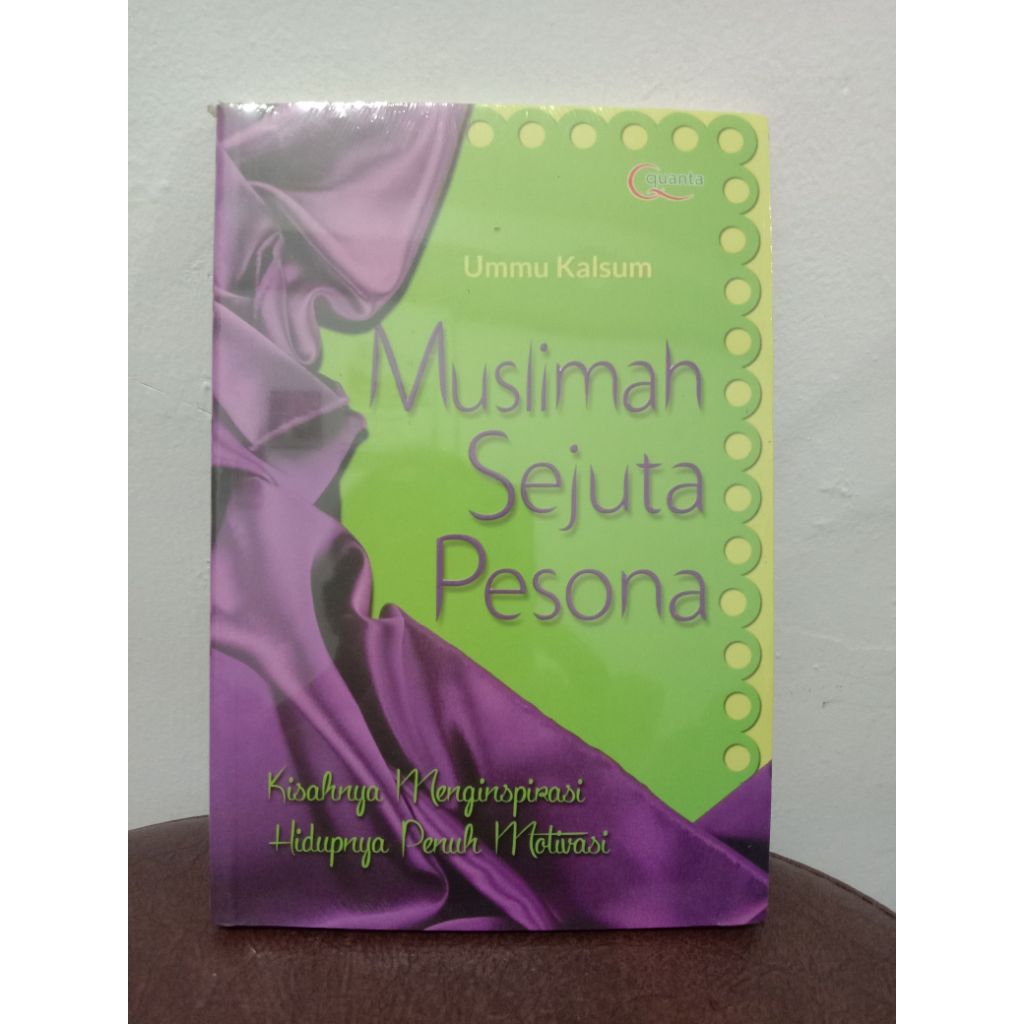 quanta
Ummu Kalsum
Muslimah
Sejuta
Pesona
Kisahnya Menginspirasi
Hidupnya Penuh Motivasi